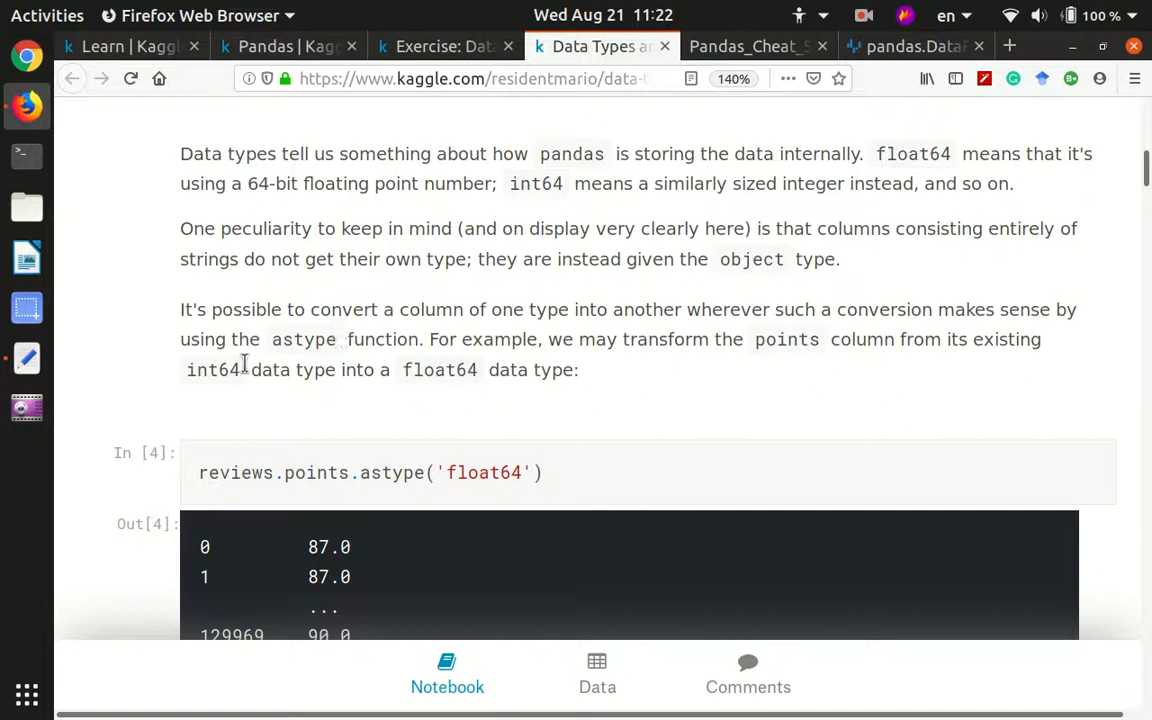 Activities Firefox Web Browser Wed Aug 21 11:22 en 100 %
Learn | Kaggl Pandas | Kagg Exercise: Dat Data Types an Pandas_Cheat_S pandas.DataF
https://www.kaggle.com/residentmario/data-t 140%
Data types tell us something about how pandas is storing the data internally. float64 means that it's
using a 64-bit floating point number; int64 means a similarly sized integer instead, and so on.
One peculiarity to keep in mind (and on display very clearly here) is that columns consisting entirely of
strings do not get their own type; they are instead given the object type.
It's possible to convert a column of one type into another wherever such a conversion makes sense by
using the astype function. For example, we may transform the points column from its existing
int64 data type into a float64 data type:
In [4]:
reviews.points.astype('float64')
Out[4]:
0 87.0
1 87.0
...
129969 90.0
Notebook Data Comments